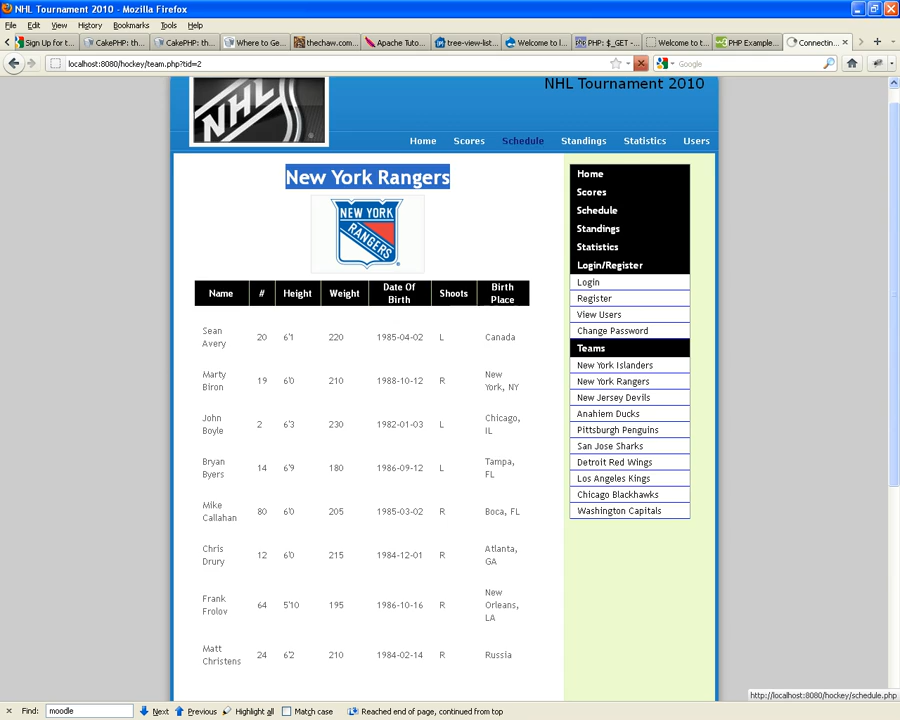 NHL Tournament 2010 - Mozilla Firefox
File Edit View History Bookmarks Tools Help
Sign Up for t... CakePHP: th... CakePHP: th... Where to Ge... thechaw.com... Apache Tuto... tree-view-list... Welcome to l... PHP: $_GET - ... Welcome to t... PHP Example... Connectin...
localhost:8080/hockey/team.php?tid=2
Google
NHL
NHL Tournament 2010
Home Scores Schedule Standings Statistics Users
New York Rangers
NEW YORK
RANGERS
Name # Height Weight Date Of Birth Shoots Birth Place
Sean Avery 20 6'1 220 1985-04-02 L Canada
Marty Biron 19 6'0 210 1988-10-12 R New York, NY
John Boyle 2 6'3 230 1982-01-03 L Chicago, IL
Bryan Byers 14 6'9 180 1986-09-12 L Tampa, FL
Mike Callahan 80 6'0 205 1985-03-02 R Boca, FL
Chris Drury 12 6'0 215 1984-12-01 R Atlanta, GA
Frank Frolov 64 5'10 195 1986-10-16 R New Orleans, LA
Matt Christens 24 6'2 210 1984-02-14 R Russia
Home
Scores
Schedule
Standings
Statistics
Login/Register
Login
Register
View Users
Change Password
Teams
New York Islanders
New York Rangers
New Jersey Devils
Anahiem Ducks
Pittsburgh Penguins
San Jose Sharks
Detroit Red Wings
Los Angeles Kings
Chicago Blackhawks
Washington Capitals
http://localhost:8080/hockey/schedule.php
Find: moodle Next Previous Highlight all Match case Reached end of page, continued from top